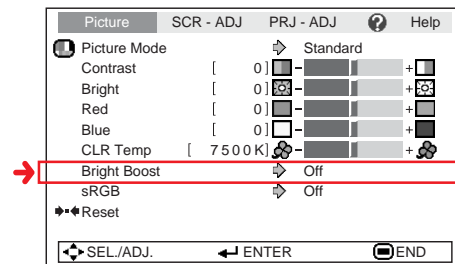 Picture SCR - ADJ PRJ - ADJ ? Help
Picture Mode Standard
Contrast [ 0] - +
Bright [ 0] - +
Red [ 0] - +
Blue [ 0] - +
CLR Temp [ 7500K] - +
Bright Boost Off
sRGB Off
Reset
SEL./ADJ. ENTER END